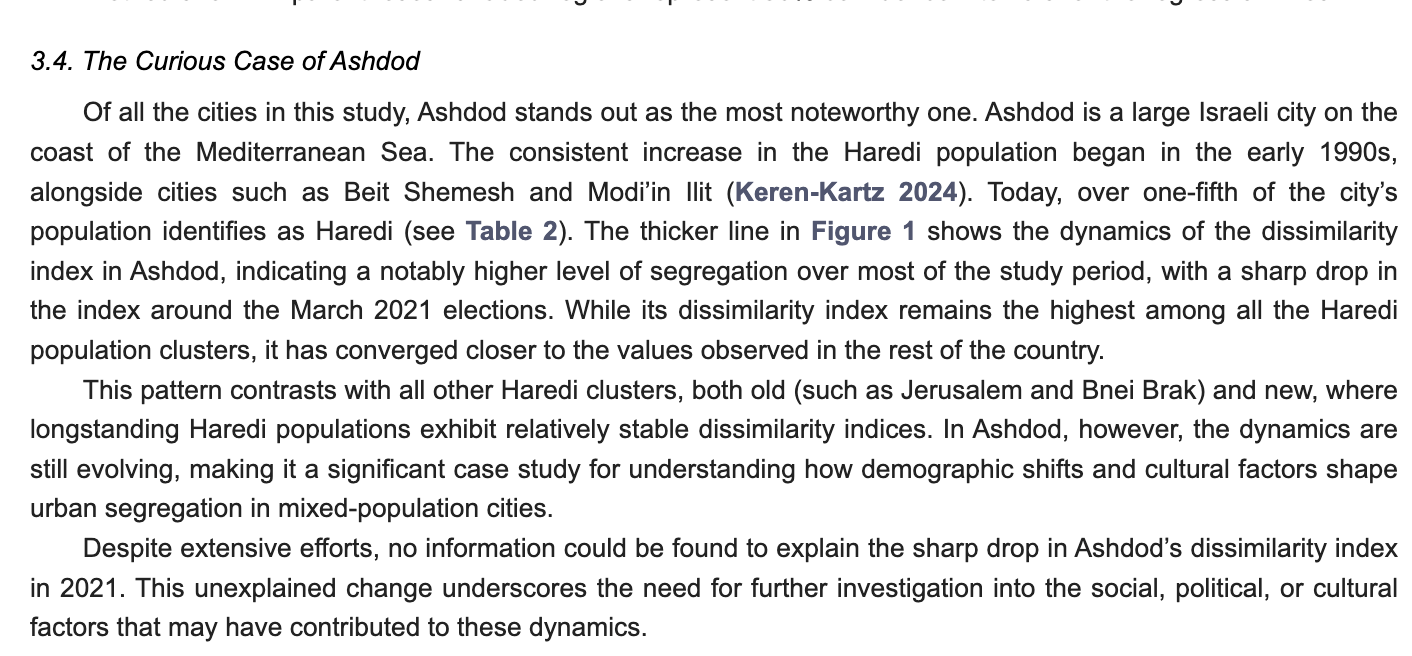 3.4. The Curious Case of Ashdod
Of all the cities in this study, Ashdod stands out as the most noteworthy one. Ashdod is a large Israeli city on the
coast of the Mediterranean Sea. The consistent increase in the Haredi population began in the early 1990s,
alongside cities such as Beit Shemesh and Modi’in Ilit (Keren-Kartz 2024). Today, over one-fifth of the city’s
population identifies as Haredi (see Table 2). The thicker line in Figure 1 shows the dynamics of the dissimilarity
index in Ashdod, indicating a notably higher level of segregation over most of the study period, with a sharp drop in
the index around the March 2021 elections. While its dissimilarity index remains the highest among all the Haredi
population clusters, it has converged closer to the values observed in the rest of the country.
This pattern contrasts with all other Haredi clusters, both old (such as Jerusalem and Bnei Brak) and new, where
longstanding Haredi populations exhibit relatively stable dissimilarity indices. In Ashdod, however, the dynamics are
still evolving, making it a significant case study for understanding how demographic shifts and cultural factors shape
urban segregation in mixed-population cities.
Despite extensive efforts, no information could be found to explain the sharp drop in Ashdod’s dissimilarity index
in 2021. This unexplained change underscores the need for further investigation into the social, political, or cultural
factors that may have contributed to these dynamics.